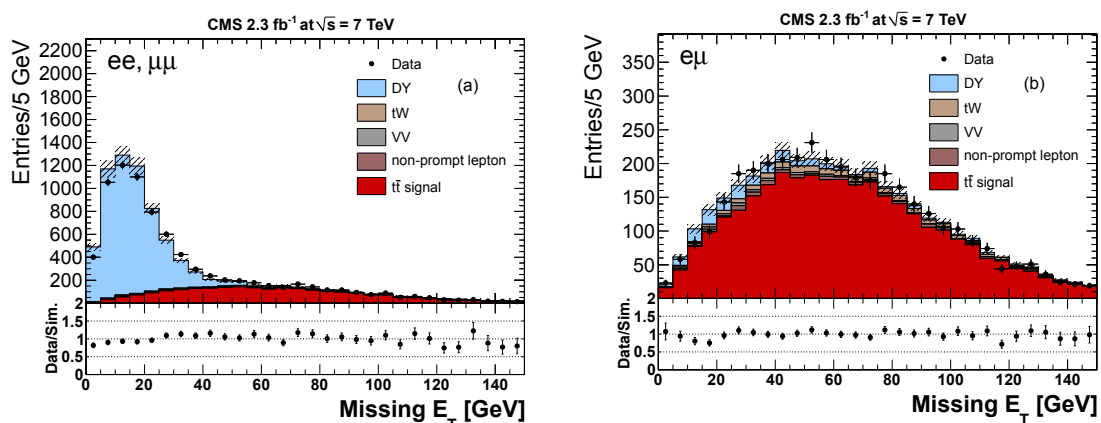 CMS 2.3 fb⁻¹ at √s = 7 TeV
Entries/5 GeV
2200
2000
1800
1600
1400
1200
1000
800
600
400
200
ee, μμ
(a)
Data
DY
tW
VV
non-prompt lepton
tt̄ signal
Data/Sim.
2
1.5
1
0.5
0 20 40 60 80 100 120 140
Missing E_T [GeV]
CMS 2.3 fb⁻¹ at √s = 7 TeV
Entries/5 GeV
350
300
250
200
150
100
50
eμ
(b)
Data
DY
tW
VV
non-prompt lepton
tt̄ signal
Data/Sim.
2
1.5
1
0.5
0 20 40 60 80 100 120 140
Missing E_T [GeV]